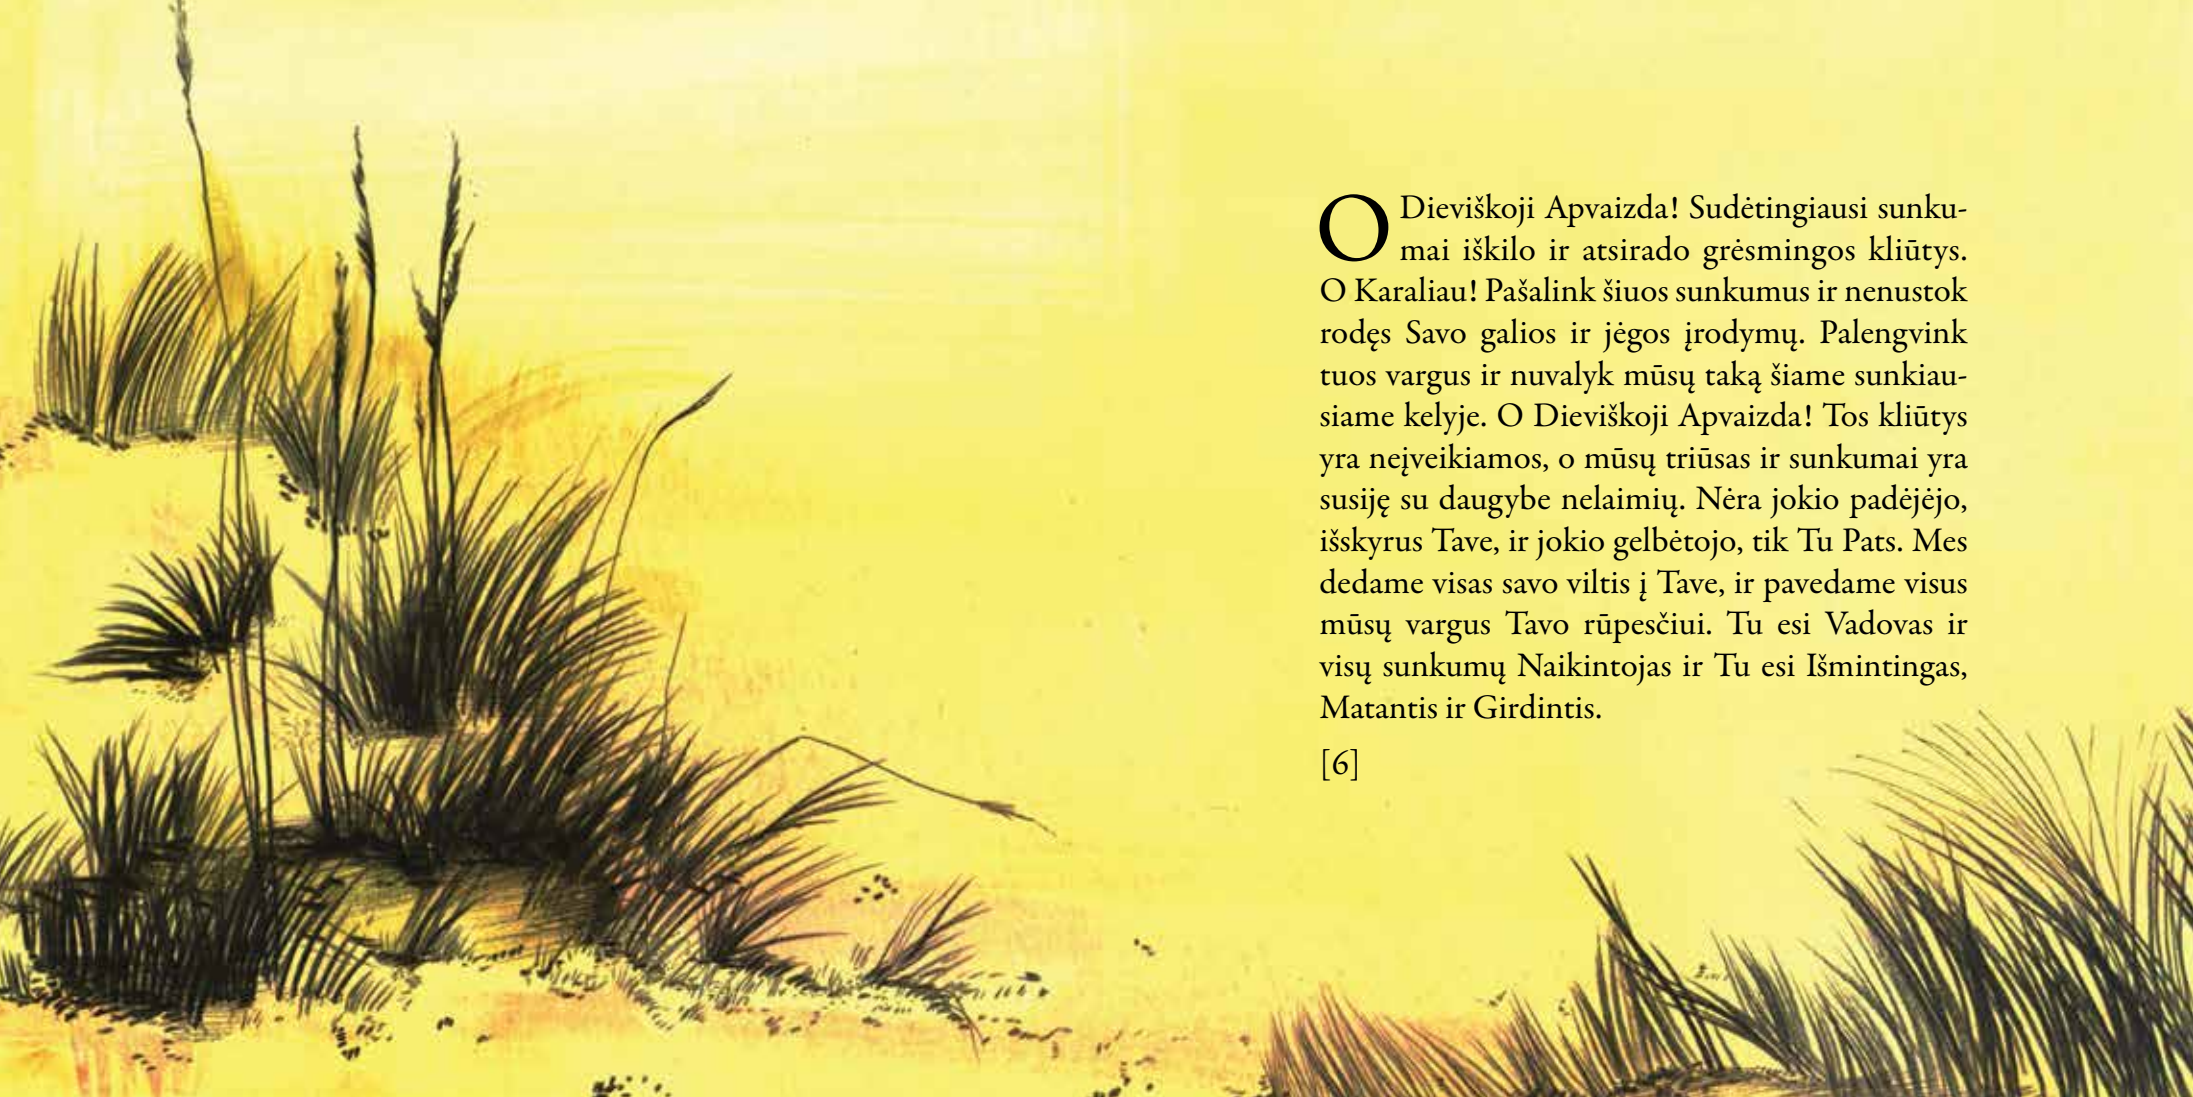 O Dieviškoji Apvaizda! Sudėtingiausi sunku-
mai iškilo ir atsirado grėsmingos kliūtys.
O Karaliau! Pašalink šiuos sunkumus ir nenustok
rodęs Savo galios ir jėgos įrodymų. Palengvink
tuos vargus ir nuvalyk mūsų taką šiame sunkiau-
siame kelyje. O Dieviškoji Apvaizda! Tos kliūtys
yra neįveikiamos, o mūsų triūsas ir sunkumai yra
susiję su daugybe nelaimių. Nėra jokio padėjėjo,
išskyrus Tave, ir jokio gelbėtojo, tik Tu Pats. Mes
dedame visas savo viltis į Tave, ir pavedame visus
mūsų vargus Tavo rūpesčiui. Tu esi Vadovas ir
visų sunkumų Naikintojas ir Tu esi Išmintingas,
Matantis ir Girdintis.
[6]